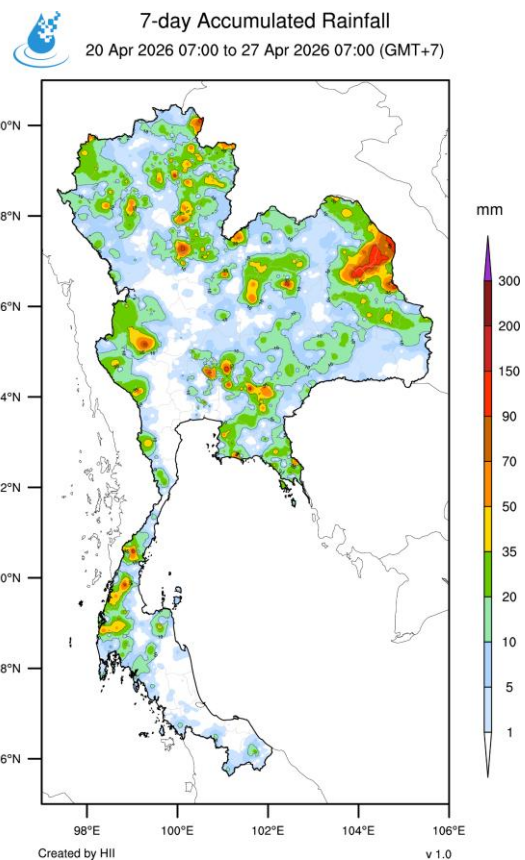 7-day Accumulated Rainfall
20 Apr 2026 07:00 to 27 Apr 2026 07:00 (GMT+7)
0°N
8°N
6°N
4°N
2°N
0°N
8°N
6°N
98°E 100°E 102°E 104°E 106°E
mm
300
200
150
90
70
50
35
20
10
5
1
Created by HII
v 1.0